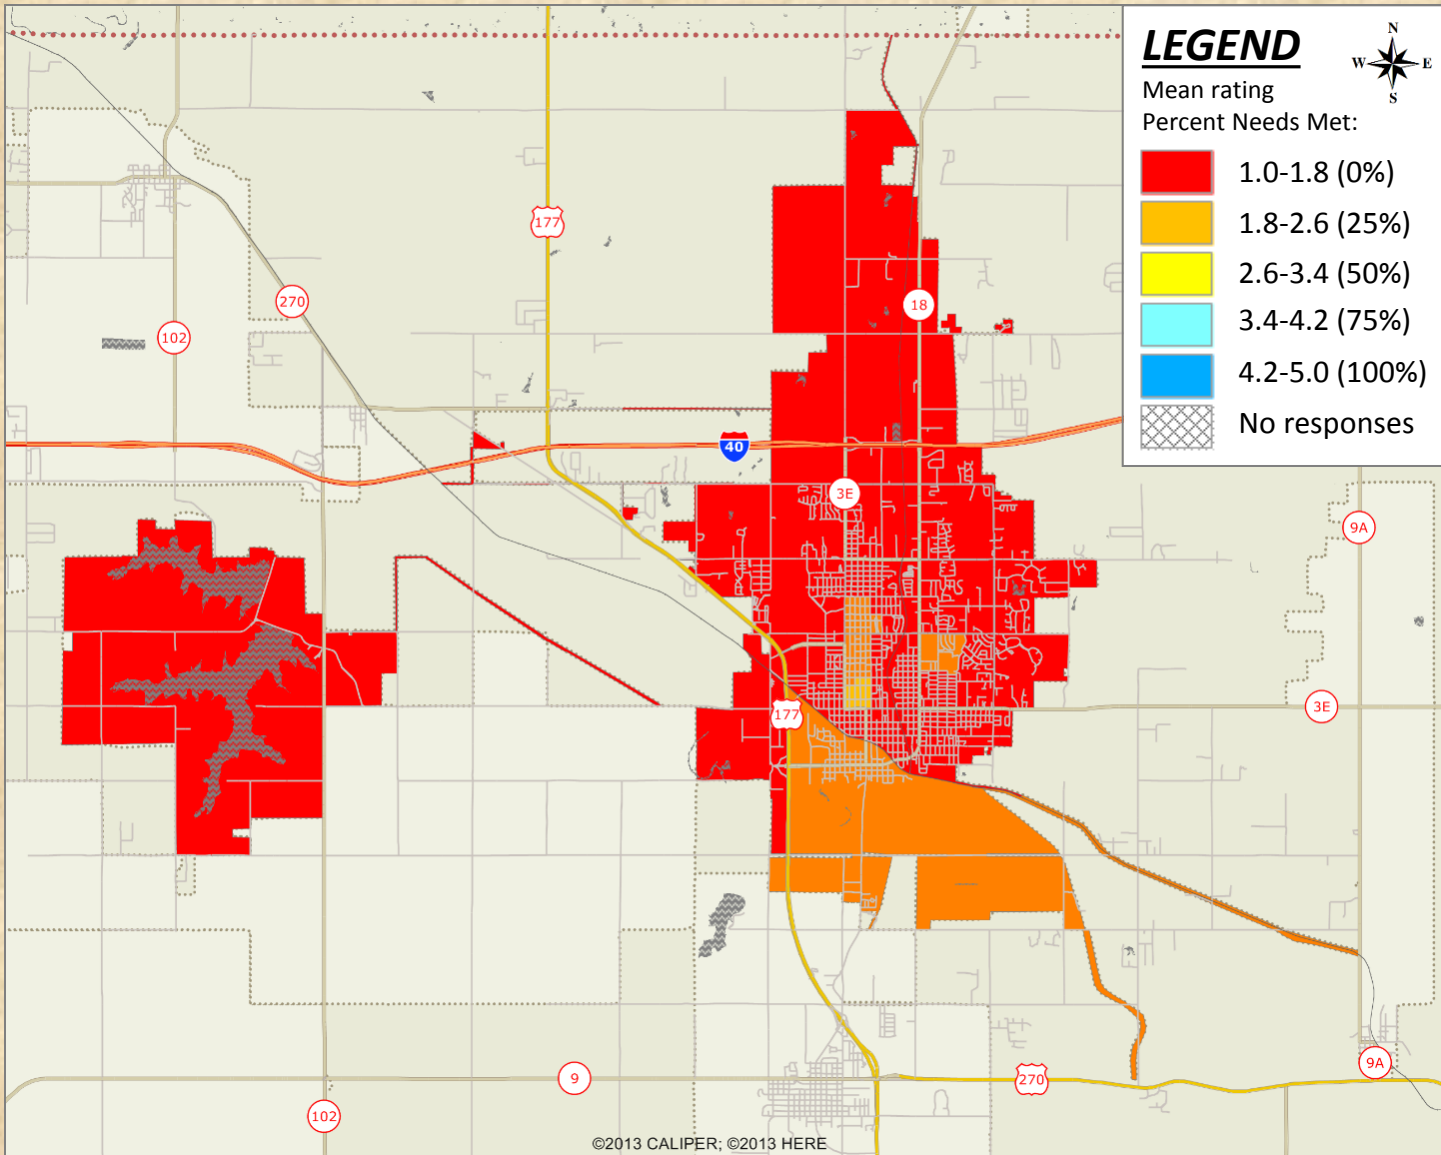 LEGEND
N
W E
S
Mean rating
Percent Needs Met:
1.0-1.8 (0%)
1.8-2.6 (25%)
2.6-3.4 (50%)
3.4-4.2 (75%)
4.2-5.0 (100%)
No responses
177
270
18
102
40
3E
9A
3E
177
9A
9
270
102
©2013 CALIPER; ©2013 HERE